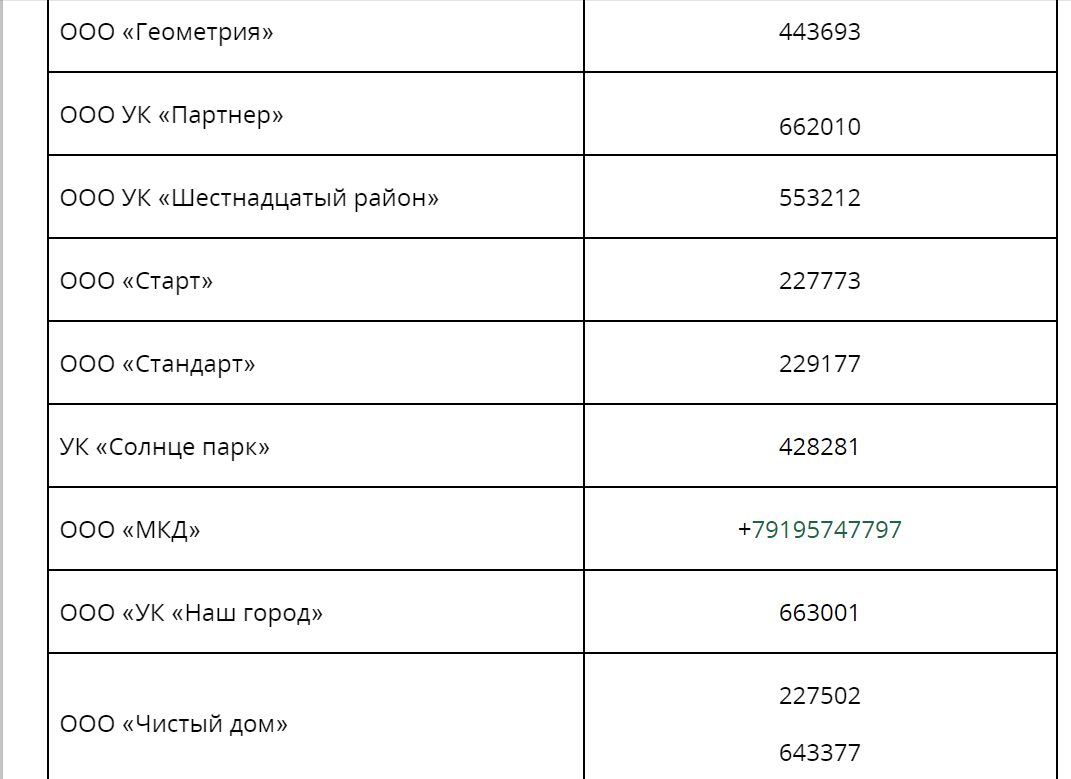 ООО «Геометрия» 443693
ООО УК «Партнер» 662010
ООО УК «Шестнадцатый район» 553212
ООО «Старт» 227773
ООО «Стандарт» 229177
УК «Солнце парк» 428281
ООО «МКД» +79195747797
ООО «УК «Наш город» 663001
ООО «Чистый дом» 227502
643377